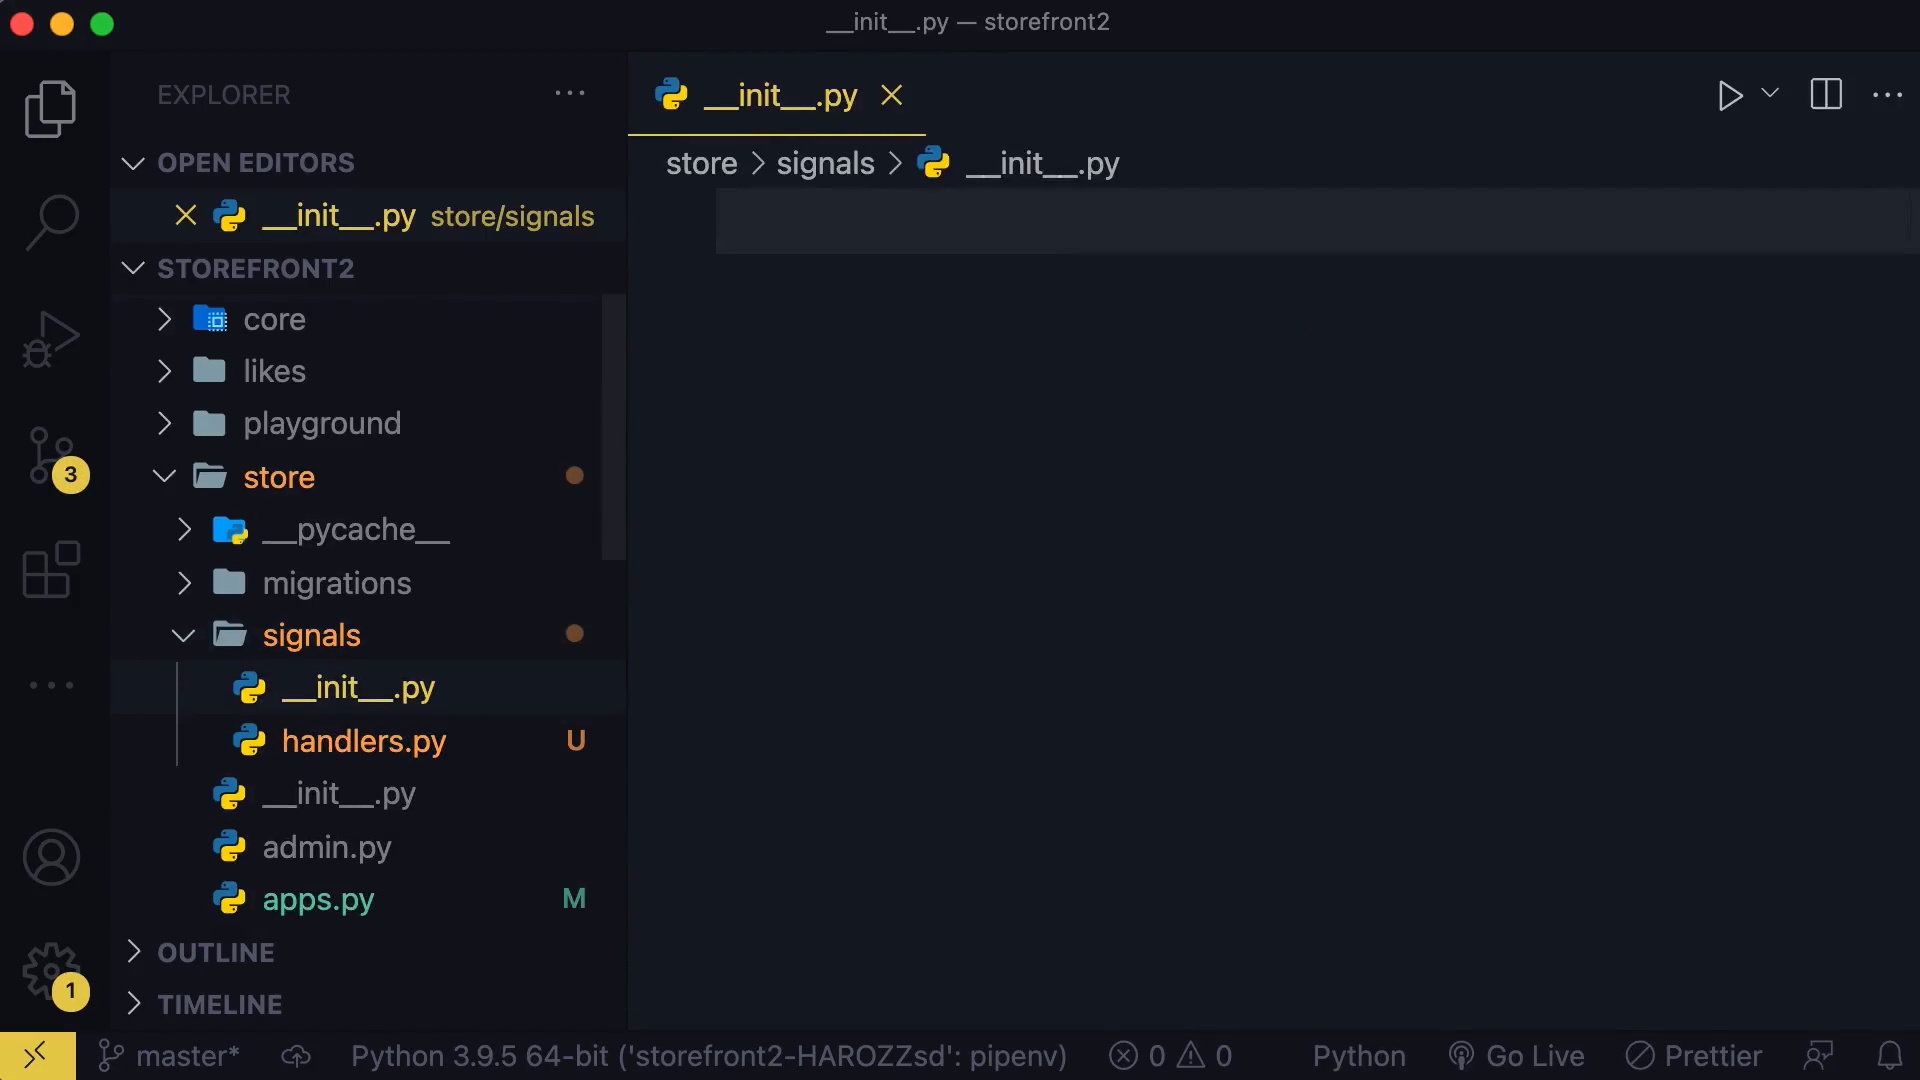 __init__.py — storefront2
EXPLORER
OPEN EDITORS
__init__.py store/signals
STOREFRONT2
core
likes
playground
store
__pycache__
migrations
signals
__init__.py
handlers.py U
__init__.py
admin.py
apps.py M
OUTLINE
TIMELINE
3
1
__init__.py
store > signals > __init__.py
master* Python 3.9.5 64-bit ('storefront2-HAROZZsd': pipenv) 0 0 Python Go Live Prettier